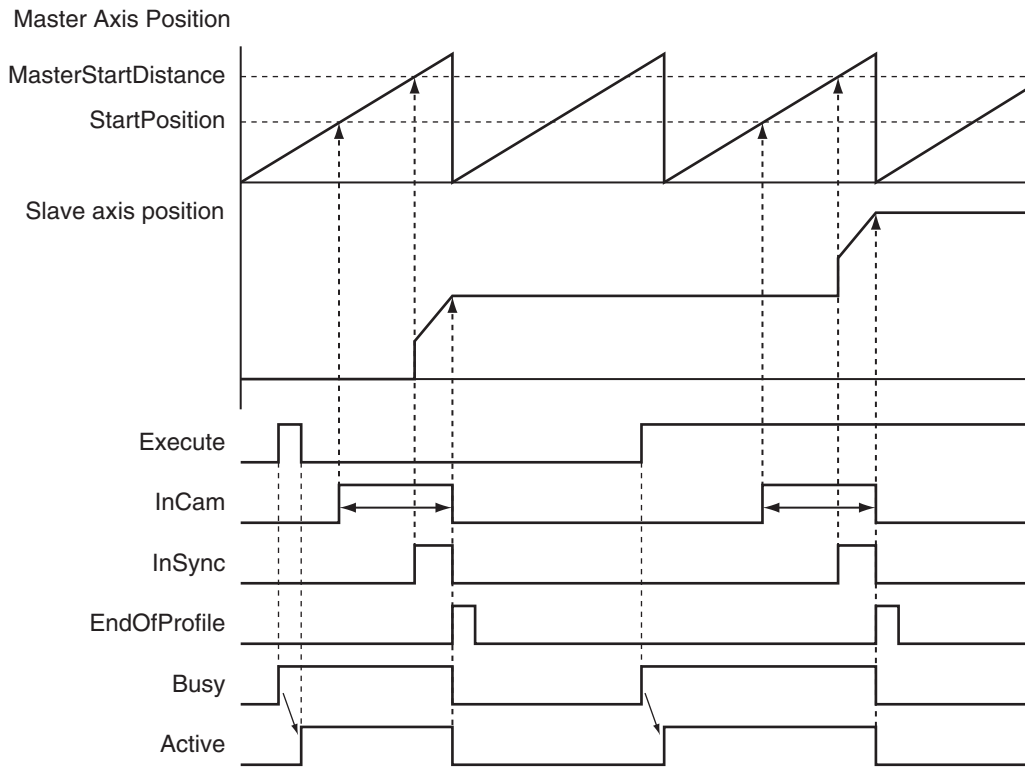 Master Axis Position
MasterStartDistance
StartPosition
Slave axis position
Execute
InCam
InSync
EndOfProfile
Busy
Active